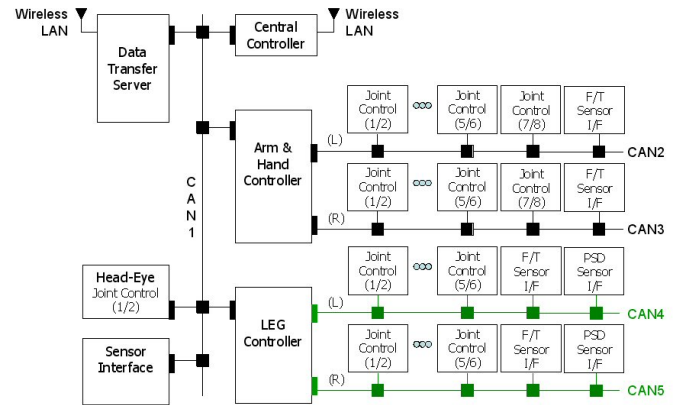 Wireless
LAN
Data
Transfer
Server
Central
Controller
Wireless
LAN
C
A
N
1
Arm &
Hand
Controller
(L)
Joint
Control
(1/2)
Joint
Control
(5/6)
Joint
Control
(7/8)
F/T
Sensor
I/F
CAN2
(R)
Joint
Control
(1/2)
Joint
Control
(5/6)
Joint
Control
(7/8)
F/T
Sensor
I/F
CAN3
Head-Eye
Joint Control
(1/2)
Sensor
Interface
LEG
Controller
(L)
Joint
Control
(1/2)
Joint
Control
(5/6)
F/T
Sensor
I/F
PSD
Sensor
I/F
CAN4
(R)
Joint
Control
(1/2)
Joint
Control
(5/6)
F/T
Sensor
I/F
PSD
Sensor
I/F
CAN5